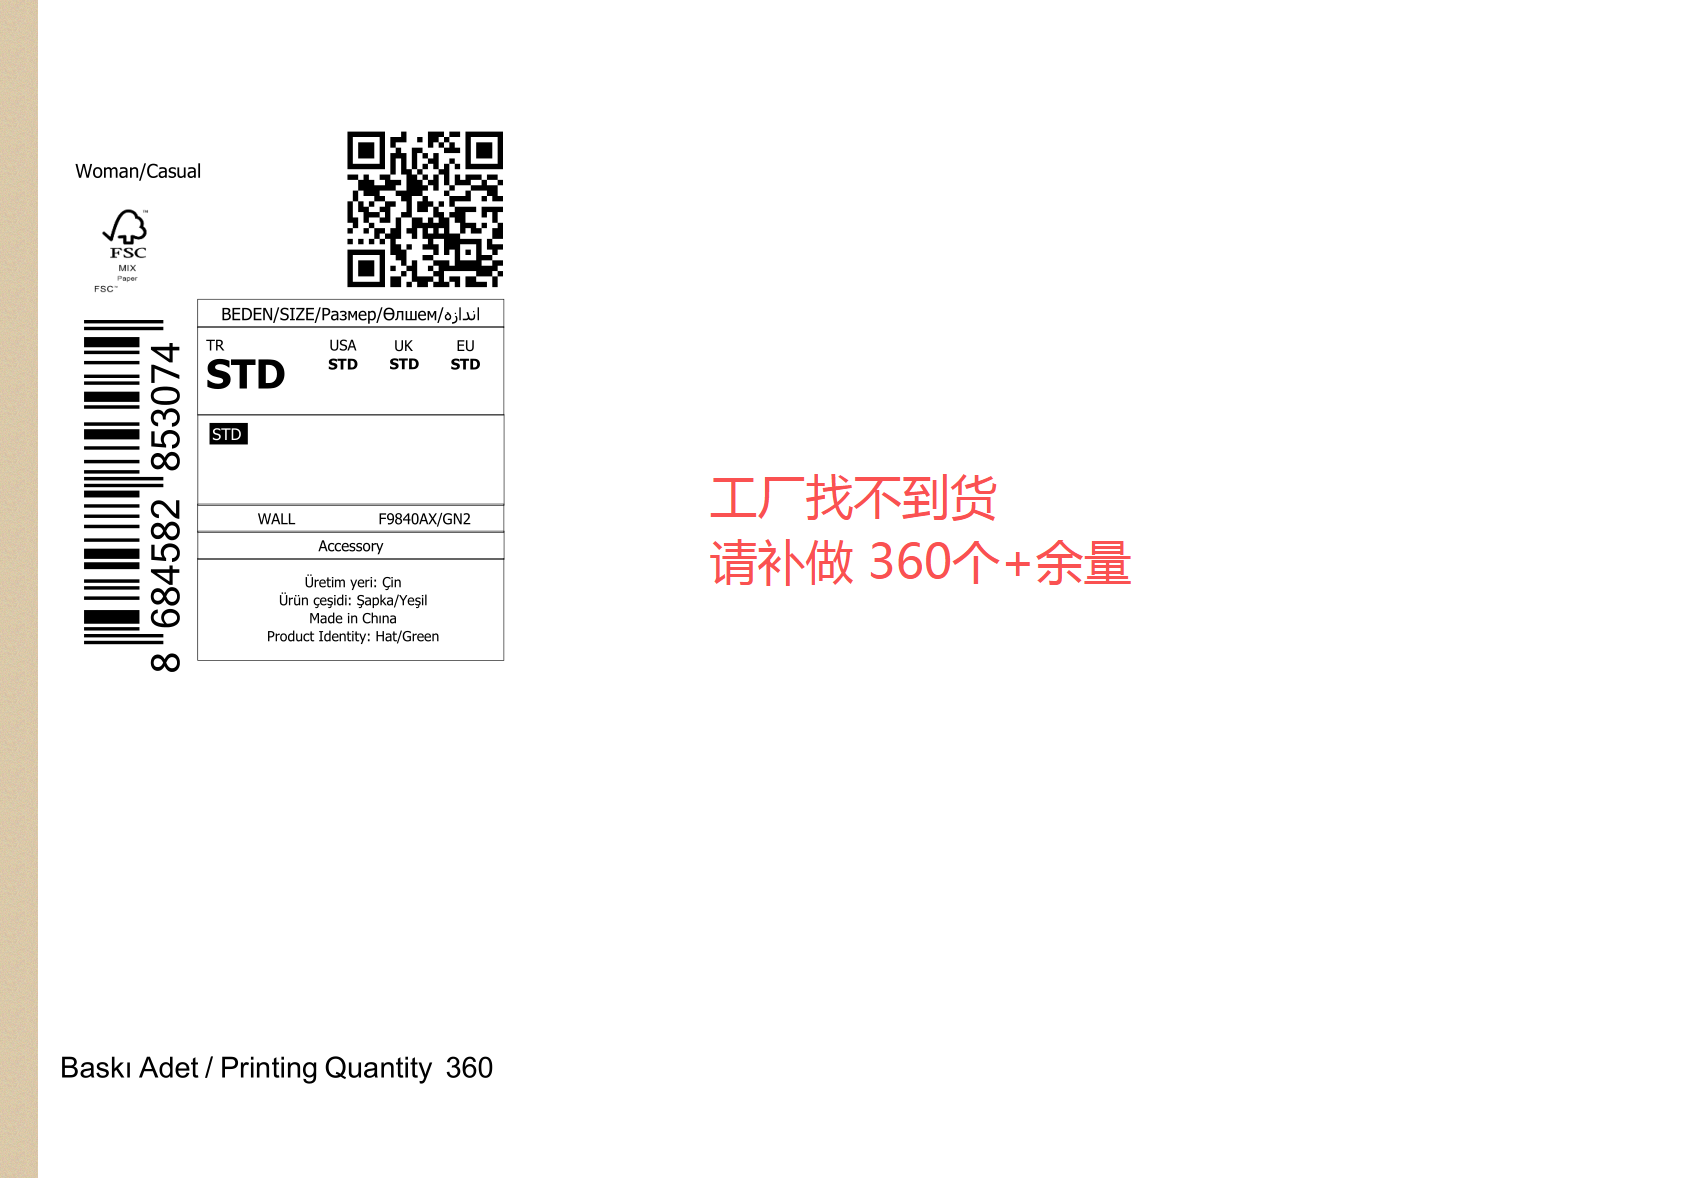 Woman/Casual
FSC™
MIX
Paper
FSC™
BEDEN/SIZE/Размер/Өлшем/اندازه
TR USA UK EU
STD STD STD STD
STD
WALL F9840AX/GN2
Accessory
Üretim yeri: Çin
Ürün çeşidi: Şapka/Yeşil
Made in Chına
Product Identity: Hat/Green
8 684582 853074
工厂找不到货
请补做 360个+余量
Baskı Adet / Printing Quantity 360